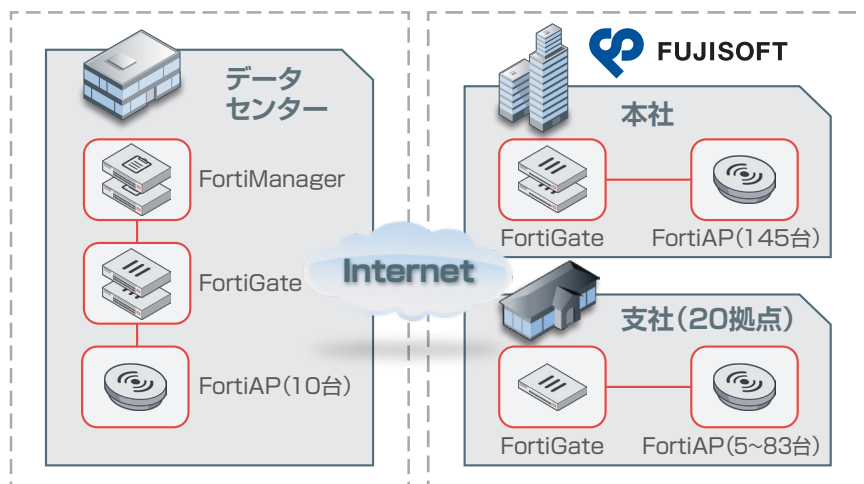 データ
センター
FortiManager
FortiGate
FortiAP(10台)
Internet
FUJISOFT
本社
FortiGate
FortiAP(145台)
支社(20拠点)
FortiGate
FortiAP(5~83台)